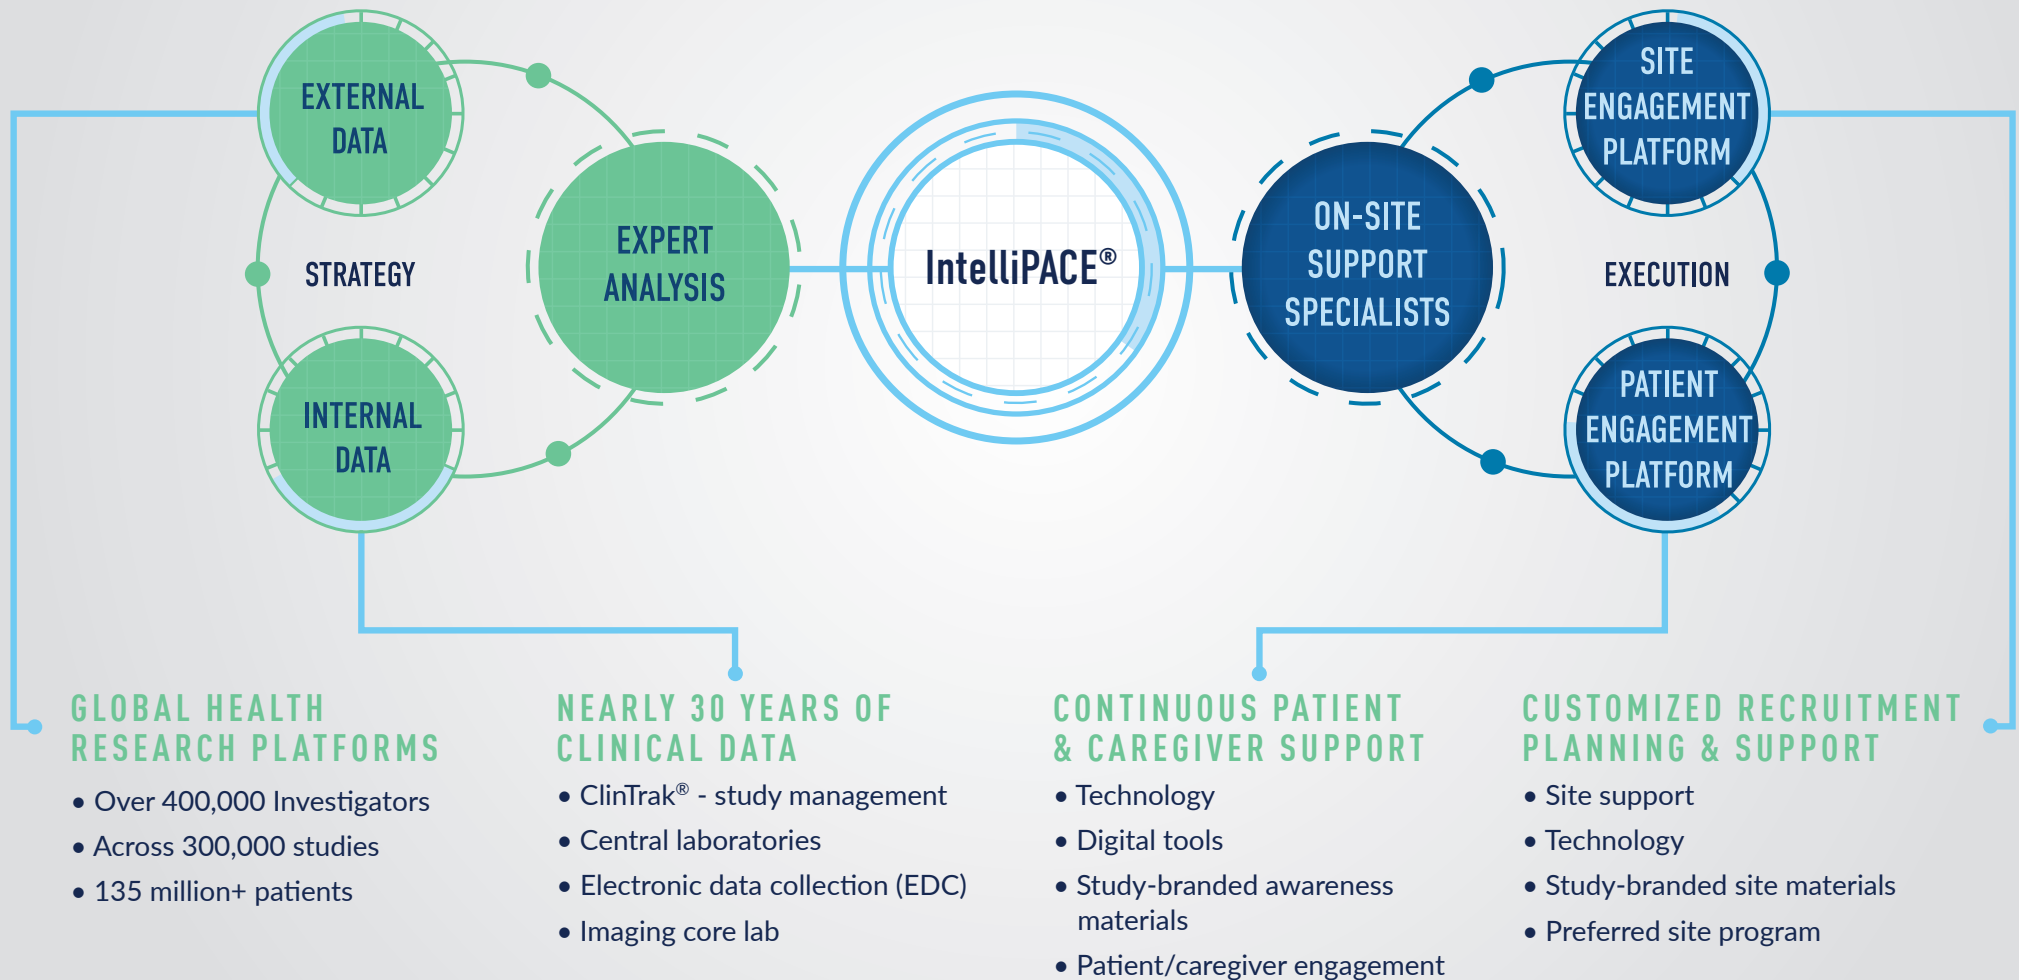 EXTERNAL
DATA
STRATEGY
INTERNAL
DATA
EXPERT
ANALYSIS
IntelliPACE®
ON-SITE
SUPPORT
SPECIALISTS
SITE
ENGAGEMENT
PLATFORM
EXECUTION
PATIENT
ENGAGEMENT
PLATFORM
GLOBAL HEALTH
RESEARCH PLATFORMS
• Over 400,000 Investigators
• Across 300,000 studies
• 135 million+ patients
NEARLY 30 YEARS OF
CLINICAL DATA
• ClinTrak® - study management
• Central laboratories
• Electronic data collection (EDC)
• Imaging core lab
CONTINUOUS PATIENT
& CAREGIVER SUPPORT
• Technology
• Digital tools
• Study-branded awareness
materials
• Patient/caregiver engagement
CUSTOMIZED RECRUITMENT
PLANNING & SUPPORT
• Site support
• Technology
• Study-branded site materials
• Preferred site program